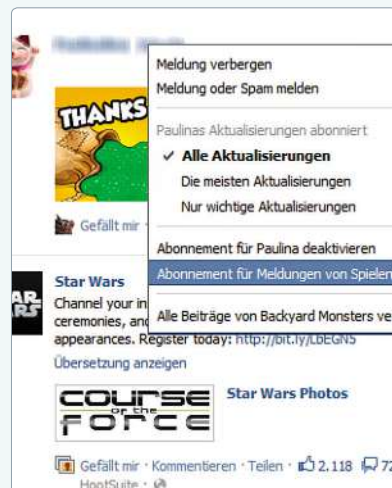 Meldung verbergen
Meldung oder Spam melden
Paulinas Aktualisierungen abonniert
✓ Alle Aktualisierungen
Die meisten Aktualisierungen
Nur wichtige Aktualisierungen
Abonnement für Paulina deaktivieren
Abonnement für Meldungen von Spielen
Alle Beiträge von Backyard Monsters ve
THANKS
Gefällt mir ·
Star Wars
Channel your in
ceremonies, and
appearances. Register today: http://bit.ly/LbEGN5
Übersetzung anzeigen
COURSE
OF THE
FORCE
Star Wars Photos
Gefällt mir · Kommentieren · Teilen · 2.118 72
HootSuite ·